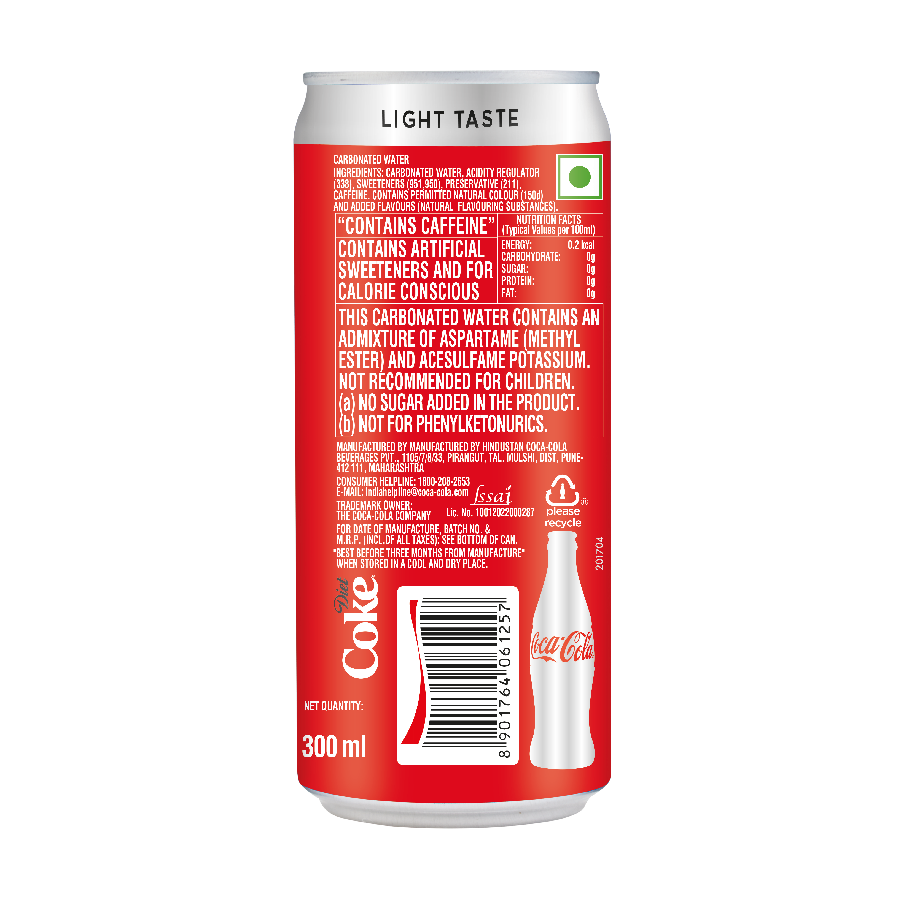 LIGHT TASTE
CARBONATED WATER
INGREDIENTS: CARBONATED WATER, ACIDITY REGULATOR
(338), SWEETENERS (951,950), PRESERVATIVE (211),
CAFFEINE. CONTAINS PERMITTED NATURAL COLOUR (150d)
AND ADDED FLAVOURS (NATURAL FLAVOURING SUBSTANCES).
“CONTAINS CAFFEINE”
CONTAINS ARTIFICIAL
SWEETENERS AND FOR
CALORIE CONSCIOUS
NUTRITION FACTS
(Typical Values per 100ml)
ENERGY: 0.2 kcal
CARBOHYDRATE: 0g
SUGAR: 0g
PROTEIN: 0g
FAT: 0g
THIS CARBONATED WATER CONTAINS AN
ADMIXTURE OF ASPARTAME (METHYL
ESTER) AND ACESULFAME POTASSIUM.
NOT RECOMMENDED FOR CHILDREN.
(a) NO SUGAR ADDED IN THE PRODUCT.
(b) NOT FOR PHENYLKETONURICS.
MANUFACTURED BY MANUFACTURED BY HINDUSTAN COCA-COLA
BEVERAGES PVT., 1105/7/8/33, PIRANGUT, TAL. MULSHI, DIST, PUNE-
412 111, MAHARASHTRA
CONSUMER HELPLINE: 1800-208-2653
E-MAIL: indiahelpline@coca-cola.com
fssai
TRADEMARK OWNER:
THE COCA-COLA COMPANY
Lic. No. 10012022000287
please
recycle
FOR DATE OF MANUFACTURE, BATCH NO. &
M.R.P. (INCL.OF ALL TAXES): SEE BOTTOM OF CAN.
"BEST BEFORE THREE MONTHS FROM MANUFACTURE"
WHEN STORED IN A COOL AND DRY PLACE.
201704
Diet
Coke
8 901764 061257
Coca-Cola
NET QUANTITY:
300 ml